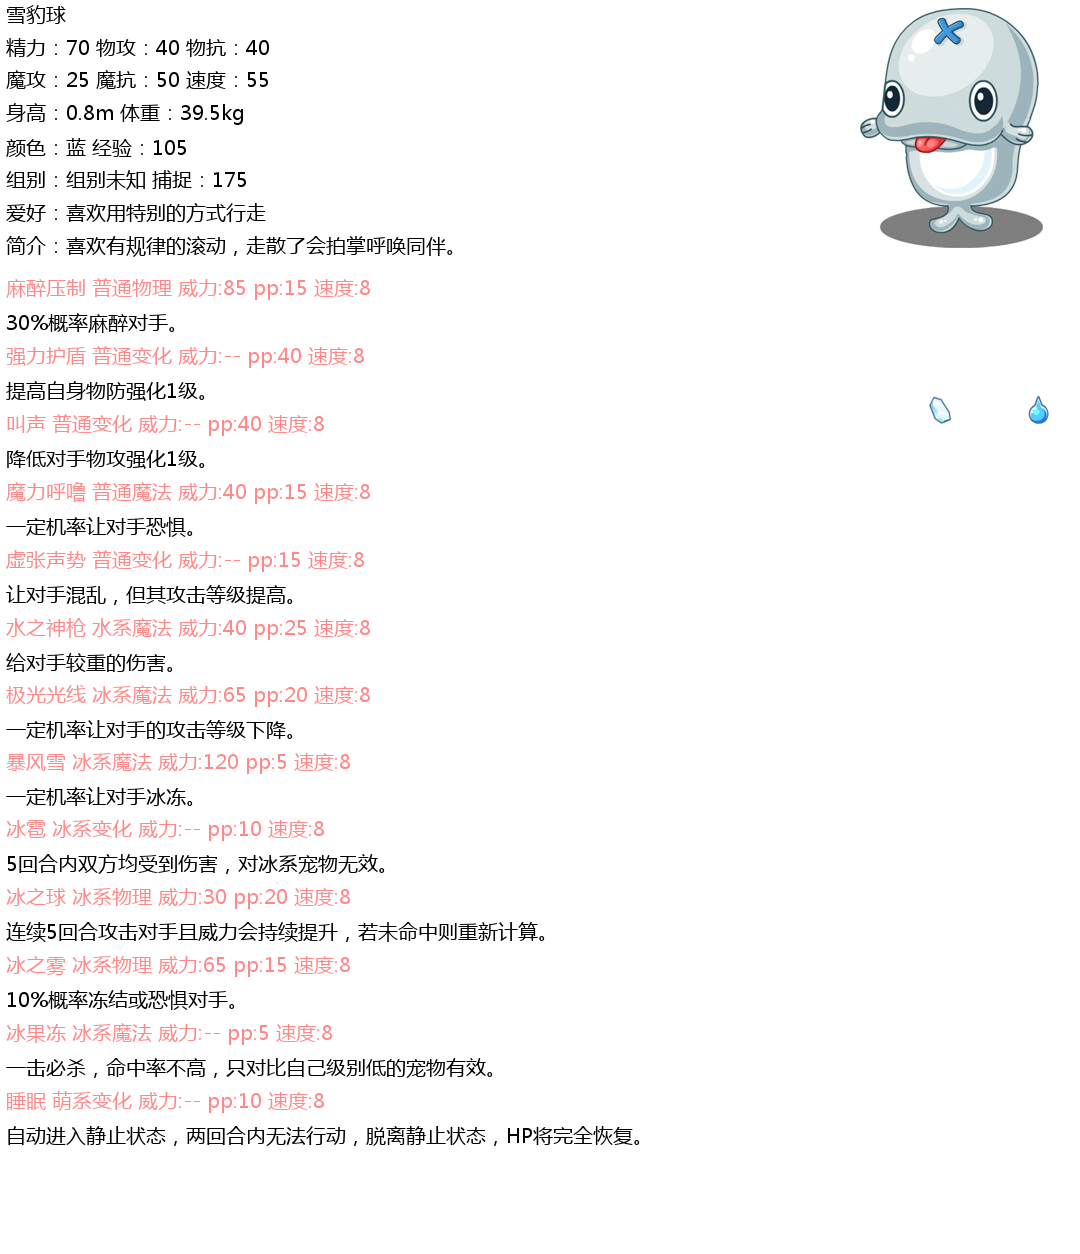 雪豹球
精力：70 物攻：40 物抗：40
魔攻：25 魔抗：50 速度：55
身高：0.8m 体重：39.5kg
颜色：蓝 经验：105
组别：组别未知 捕捉：175
爱好：喜欢用特别的方式行走
简介：喜欢有规律的滚动，走散了会拍掌呼唤同伴。
麻醉压制 普通物理 威力:85 pp:15 速度:8
30%概率麻醉对手。
强力护盾 普通变化 威力:-- pp:40 速度:8
提高自身物防强化1级。
叫声 普通变化 威力:-- pp:40 速度:8
降低对手物攻强化1级。
魔力呼噜 普通魔法 威力:40 pp:15 速度:8
一定机率让对手恐惧。
虚张声势 普通变化 威力:-- pp:15 速度:8
让对手混乱，但其攻击等级提高。
水之神枪 水系魔法 威力:40 pp:25 速度:8
给对手较重的伤害。
极光光线 冰系魔法 威力:65 pp:20 速度:8
一定机率让对手的攻击等级下降。
暴风雪 冰系魔法 威力:120 pp:5 速度:8
一定机率让对手冰冻。
冰雹 冰系变化 威力:-- pp:10 速度:8
5回合内双方均受到伤害，对冰系宠物无效。
冰之球 冰系物理 威力:30 pp:20 速度:8
连续5回合攻击对手且威力会持续提升，若未命中则重新计算。
冰之雾 冰系物理 威力:65 pp:15 速度:8
10%概率冻结或恐惧对手。
冰果冻 冰系魔法 威力:-- pp:5 速度:8
一击必杀，命中率不高，只对比自己级别低的宠物有效。
睡眠 萌系变化 威力:-- pp:10 速度:8
自动进入静止状态，两回合内无法行动，脱离静止状态，HP将完全恢复。